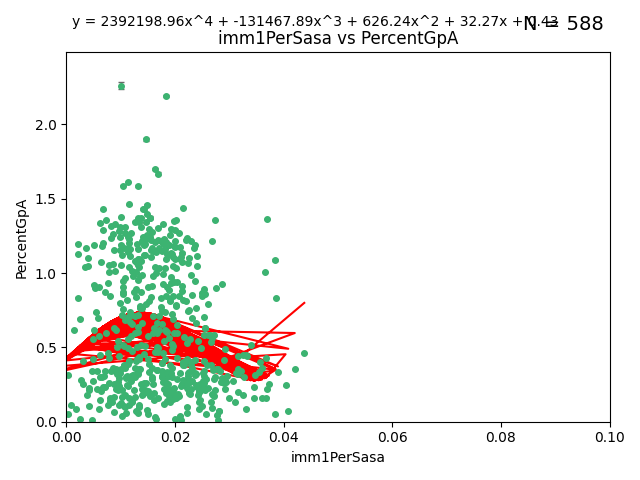 y = 2392198.96x^4 + -131467.89x^3 + 626.24x^2 + 32.27x + 0.43
N = 588
imm1PerSasa vs PercentGpA
PercentGpA
2.0
1.5
1.0
0.5
0.0
0.00 0.02 0.04 0.06 0.08 0.10
imm1PerSasa